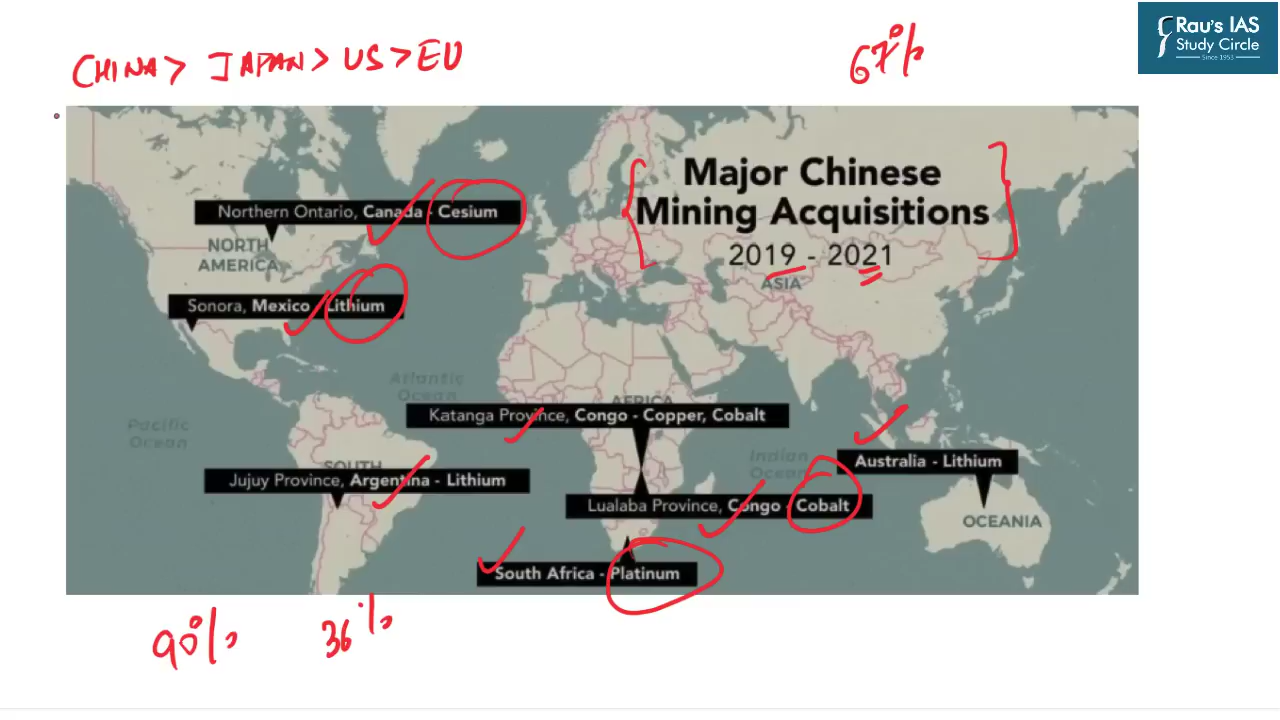 CHINA > JAPAN > US > EU
67%
Rau's IAS
Study Circle
Since 1953
Major Chinese
Mining Acquisitions
2019 - 2021
Northern Ontario, Canada - Cesium
NORTH
AMERICA
ASIA
Sonora, Mexico - Lithium
Atlantic
Ocean
AFRICA
Katanga Province, Congo - Copper, Cobalt
Pacific
Ocean
Indian
Ocean
Australia - Lithium
SOUTH
Jujuy Province, Argentina - Lithium
Lualaba Province, Congo - Cobalt
OCEANIA
South Africa - Platinum
90%
36%